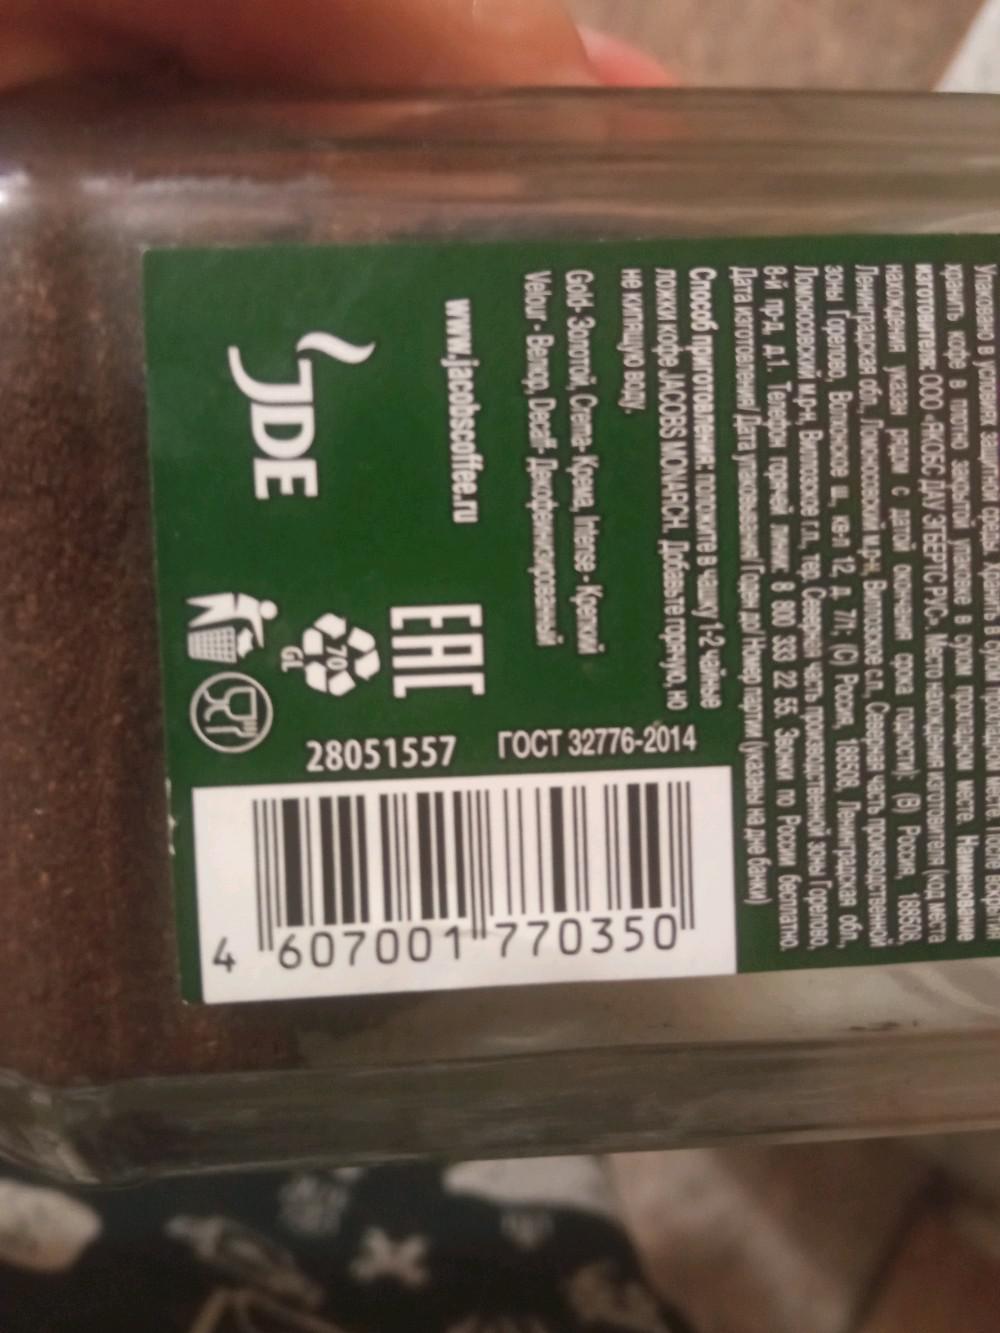 Упаковано в условиях защитной среды. Хранить в сухом прохладном месте. После вскрытия
хранить кофе в плотно закрытой упаковке в сухом прохладном месте. Наименование
изготовителя: ООО «ЯКОБС ДАУ ЭГБЕРТС РУС». Место нахождения изготовителя (код места
нахождения указан рядом с датой окончания срока годности): (B) Россия, 188508,
Ленинградская обл., Ломоносовский м.р-н, Виллозское с.п., Северная часть производственной
зоны Горелово, Волхонское ш, кв-л 12, д. 7/1; (C) Россия, 188508, Ленинградская обл.,
Ломоносовский м.р-н, Виллозское г.п., тер. Северная часть производственной зоны Горелово,
8-й пр-д, д.1. Телефон горячей линии: 8 800 333 22 55. Звонки по России бесплатно.
Дата изготовления/ Дата упаковывания/ Годен до/ Номер партии (указаны на дне банки)
Способ приготовления: положите в чашку 1-2 чайные
ложки кофе JACOBS MONARCH. Добавьте горячую, но
не кипящую воду.
Gold- Золотой, Crema- Крема, Intense - Крепкий
Velour - Велюр, Decaff- Декофеинированный
www.jacobscoffee.ru
JDE
EAC
70
GL
28051557
ГОСТ 32776-2014
4 607001 770350